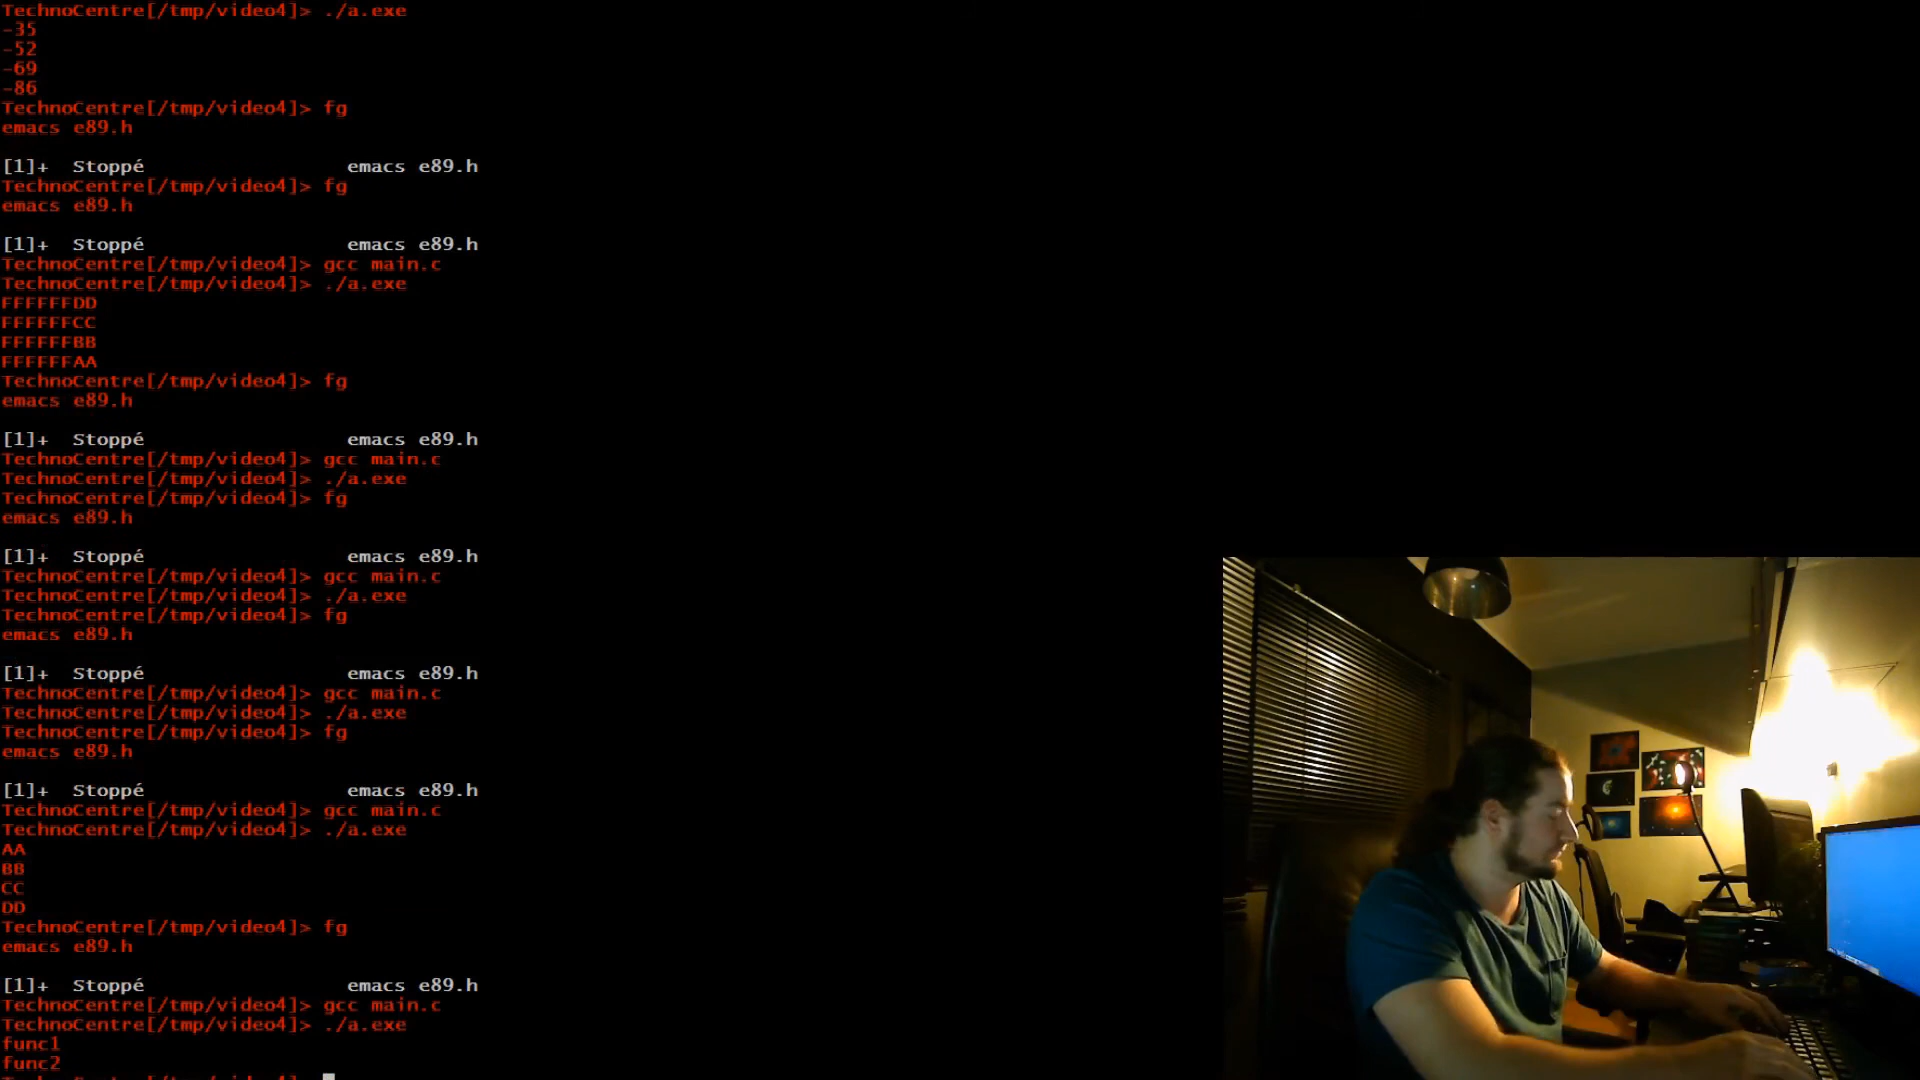 TechnoCentre[/tmp/video4]> ./a.exe
-35
-52
-69
-86
TechnoCentre[/tmp/video4]> fg
emacs e89.h
[1]+  Stoppé                 emacs e89.h
TechnoCentre[/tmp/video4]> fg
emacs e89.h
[1]+  Stoppé                 emacs e89.h
TechnoCentre[/tmp/video4]> gcc main.c
TechnoCentre[/tmp/video4]> ./a.exe
FFFFFFDD
FFFFFFCC
FFFFFFBB
FFFFFFAA
TechnoCentre[/tmp/video4]> fg
emacs e89.h
[1]+  Stoppé                 emacs e89.h
TechnoCentre[/tmp/video4]> gcc main.c
TechnoCentre[/tmp/video4]> ./a.exe
TechnoCentre[/tmp/video4]> fg
emacs e89.h
[1]+  Stoppé                 emacs e89.h
TechnoCentre[/tmp/video4]> gcc main.c
TechnoCentre[/tmp/video4]> ./a.exe
TechnoCentre[/tmp/video4]> fg
emacs e89.h
[1]+  Stoppé                 emacs e89.h
TechnoCentre[/tmp/video4]> gcc main.c
TechnoCentre[/tmp/video4]> ./a.exe
TechnoCentre[/tmp/video4]> fg
emacs e89.h
[1]+  Stoppé                 emacs e89.h
TechnoCentre[/tmp/video4]> gcc main.c
TechnoCentre[/tmp/video4]> ./a.exe
AA
BB
CC
DD
TechnoCentre[/tmp/video4]> fg
emacs e89.h
[1]+  Stoppé                 emacs e89.h
TechnoCentre[/tmp/video4]> gcc main.c
TechnoCentre[/tmp/video4]> ./a.exe
func1
func2